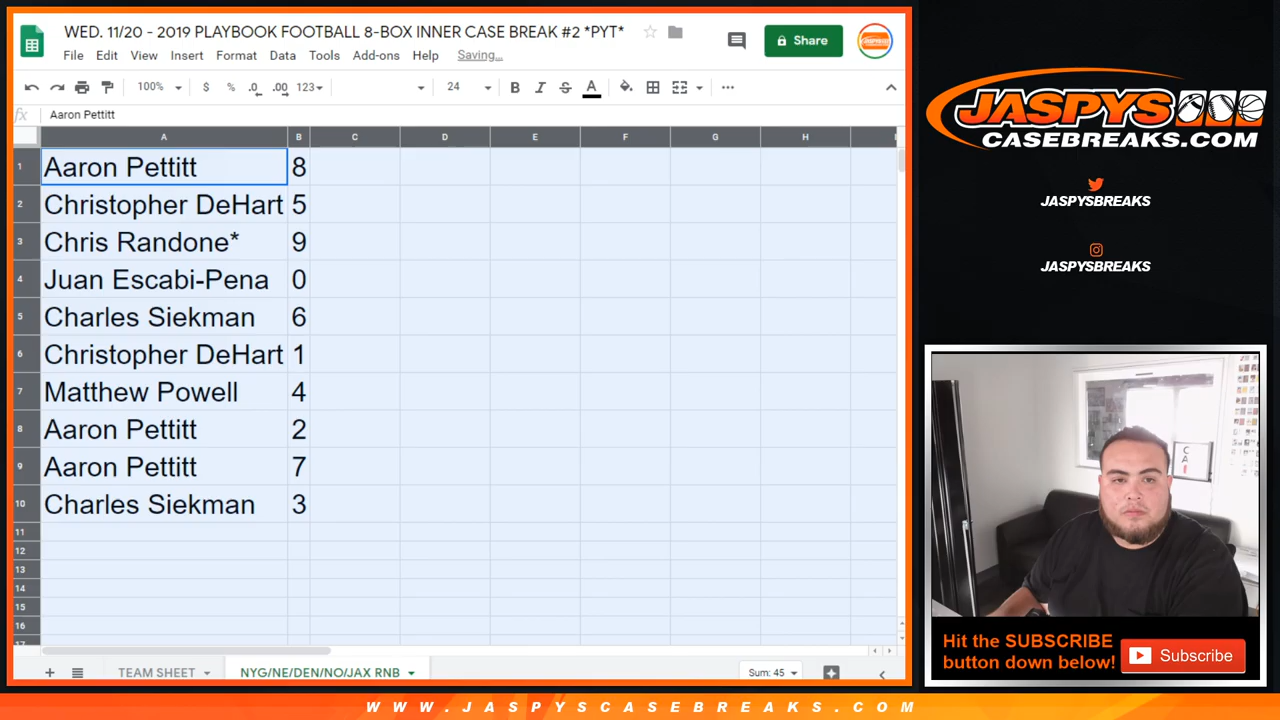 WED. 11/20 - 2019 PLAYBOOK FOOTBALL 8-BOX INNER CASE BREAK #2 *PYT*
File Edit View Insert Format Data Tools Add-ons Help Saving...
Share
100% $ % .0 .00 123 24 B I S A
fx Aaron Pettitt
A B C D E F G H
1 Aaron Pettitt 8
2 Christopher DeHart 5
3 Chris Randone* 9
4 Juan Escabi-Pena 0
5 Charles Siekman 6
6 Christopher DeHart 1
7 Matthew Powell 4
8 Aaron Pettitt 2
9 Aaron Pettitt 7
10 Charles Siekman 3
11
12
13
14
15
16
17
TEAM SHEET NYG/NE/DEN/NO/JAX RNB Sum: 45
JASPYS
CASEBREAKS.COM
JASPYSBREAKS
JASPYSBREAKS
Hit the SUBSCRIBE
button down below!
Subscribe
WWW.JASPYSCASEBREAKS.COM